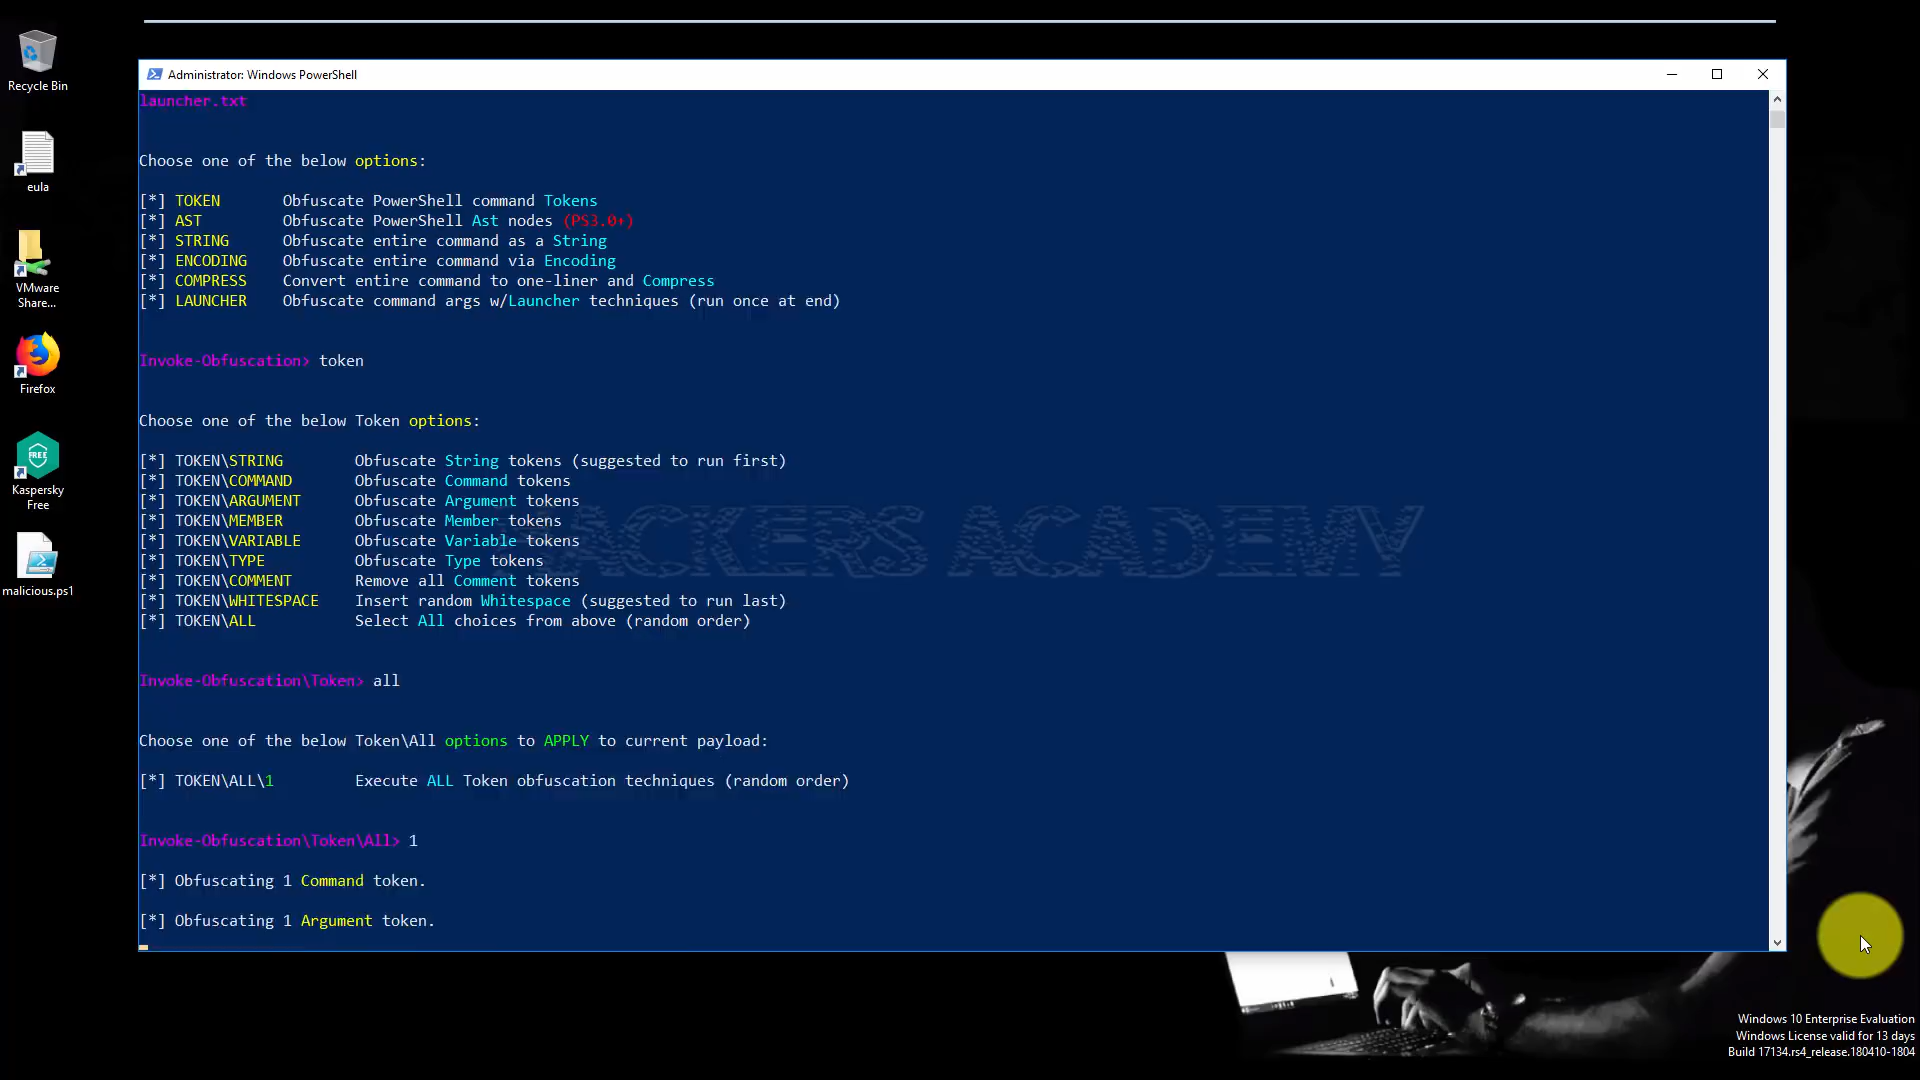 Recycle Bin
eula
VMware
Share...
Firefox
Kaspersky
Free
malicious.ps1
Administrator: Windows PowerShell
launcher.txt
Choose one of the below options:
[*] TOKEN Obfuscate PowerShell command Tokens
[*] AST Obfuscate PowerShell Ast nodes (PS3.0+)
[*] STRING Obfuscate entire command as a String
[*] ENCODING Obfuscate entire command via Encoding
[*] COMPRESS Convert entire command to one-liner and Compress
[*] LAUNCHER Obfuscate command args w/Launcher techniques (run once at end)
Invoke-Obfuscation> token
Choose one of the below Token options:
[*] TOKEN\STRING Obfuscate String tokens (suggested to run first)
[*] TOKEN\COMMAND Obfuscate Command tokens
[*] TOKEN\ARGUMENT Obfuscate Argument tokens
[*] TOKEN\MEMBER Obfuscate Member tokens
[*] TOKEN\VARIABLE Obfuscate Variable tokens
[*] TOKEN\TYPE Obfuscate Type tokens
[*] TOKEN\COMMENT Remove all Comment tokens
[*] TOKEN\WHITESPACE Insert random Whitespace (suggested to run last)
[*] TOKEN\ALL Select All choices from above (random order)
Invoke-Obfuscation\Token> all
Choose one of the below Token\All options to APPLY to current payload:
[*] TOKEN\ALL\1 Execute ALL Token obfuscation techniques (random order)
Invoke-Obfuscation\Token\All> 1
[*] Obfuscating 1 Command token.
[*] Obfuscating 1 Argument token.
ACKERS ACADEMY
Windows 10 Enterprise Evaluation
Windows License valid for 13 days
Build 17134.rs4_release.180410-1804